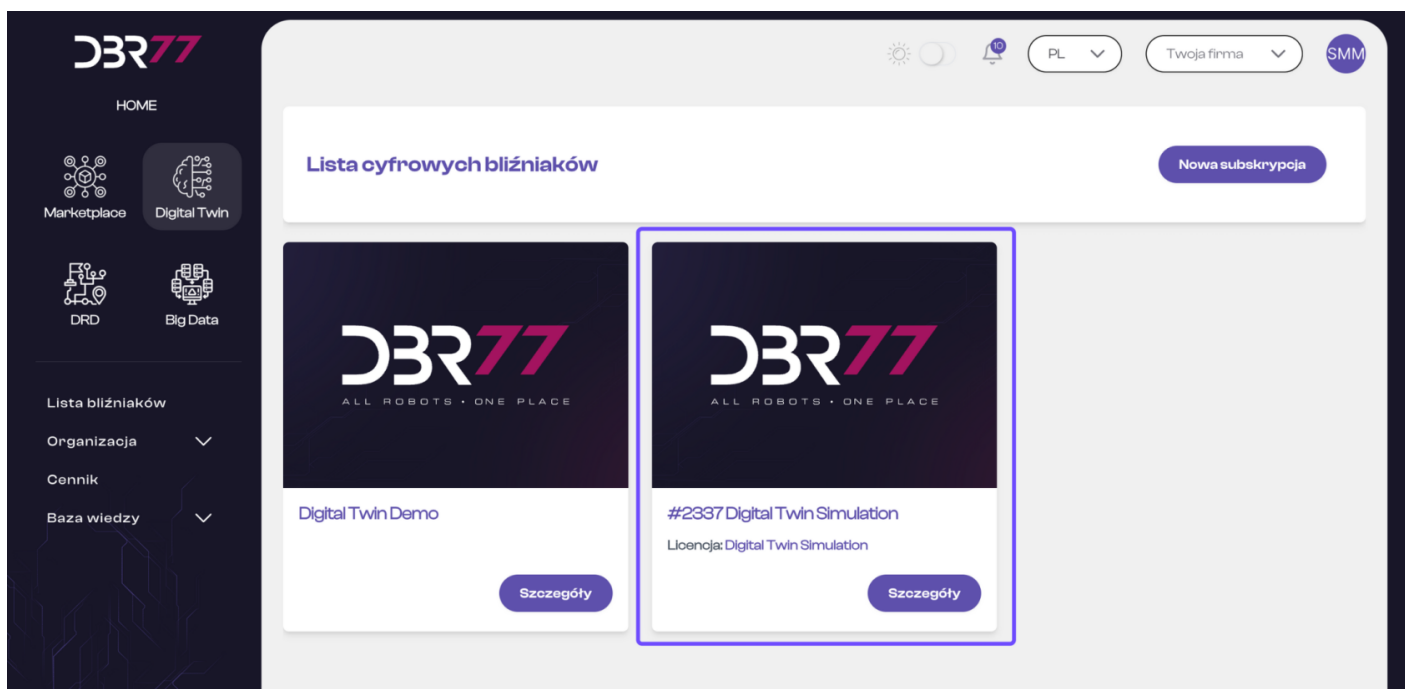 DBR77
HOME
Marketplace
Digital Twin
DRD
Big Data
Lista bliźniaków
Organizacja
Cennik
Baza wiedzy
10
PL
Twoja firma
SMM
Lista cyfrowych bliźniaków
Nowa subskrypcja
DBR77
ALL ROBOTS • ONE PLACE
Digital Twin Demo
Szczegóły
DBR77
ALL ROBOTS • ONE PLACE
#2337 Digital Twin Simulation
Licencja: Digital Twin Simulation
Szczegóły